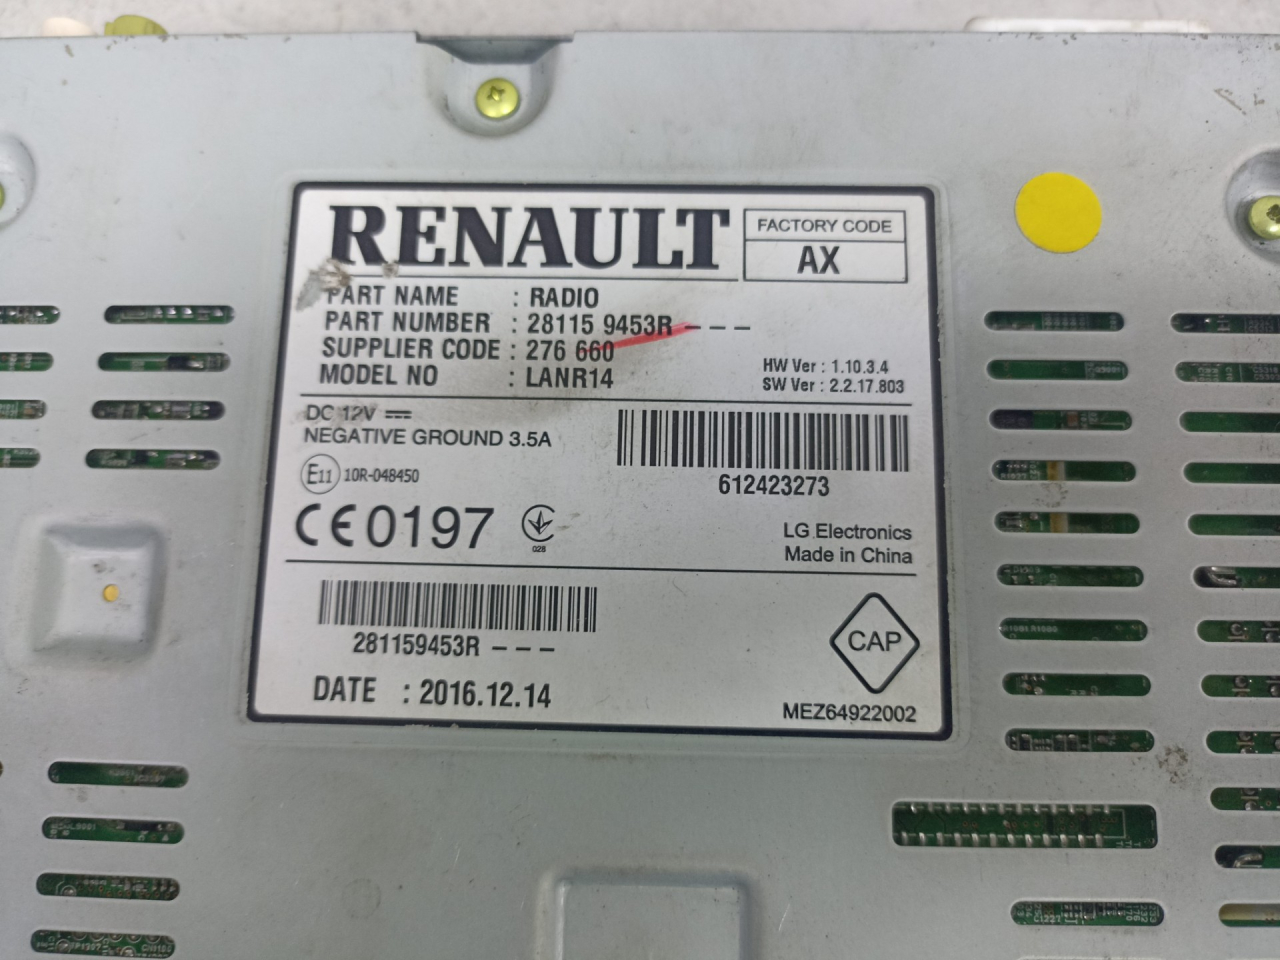 RENAULT
FACTORY CODE
AX
PART NAME : RADIO
PART NUMBER : 28115 9453R - - -
SUPPLIER CODE : 276 660
MODEL NO : LANR14
HW Ver : 1.10.3.4
SW Ver : 2.2.17.803
DC 12V
NEGATIVE GROUND 3.5A
E11 10R-048450
612423273
CE0197
028
LG Electronics
Made in China
281159453R - - -
CAP
DATE : 2016.12.14
MEZ64922002